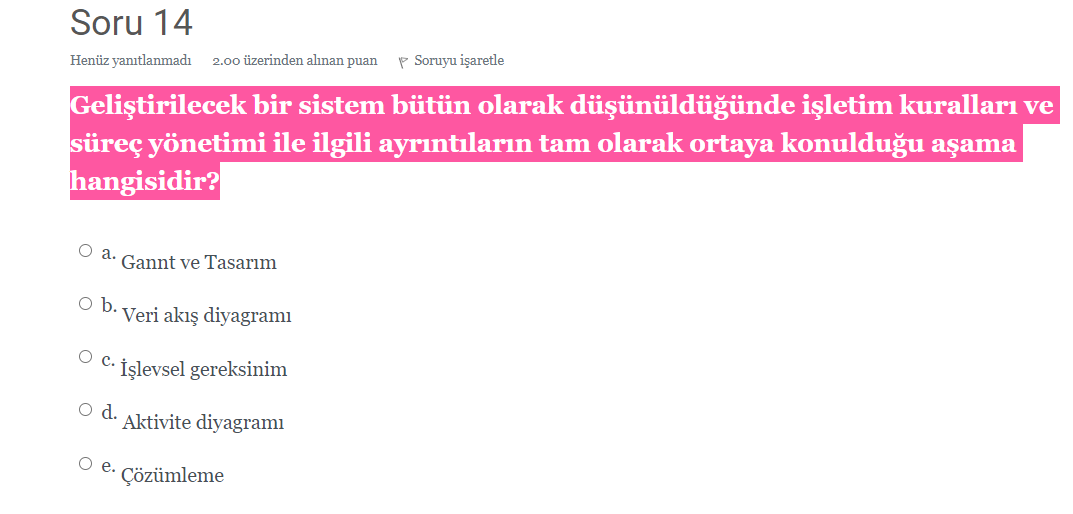 Soru 14
Henüz yanıtlanmadı 2.00 üzerinden alınan puan Soruyu işaretle
Geliştirilecek bir sistem bütün olarak düşünüldüğünde işletim kuralları ve
süreç yönetimi ile ilgili ayrıntıların tam olarak ortaya konulduğu aşama
hangisidir?
a. Gannt ve Tasarım
b. Veri akış diyagramı
c. İşlevsel gereksinim
d. Aktivite diyagramı
e. Çözümleme